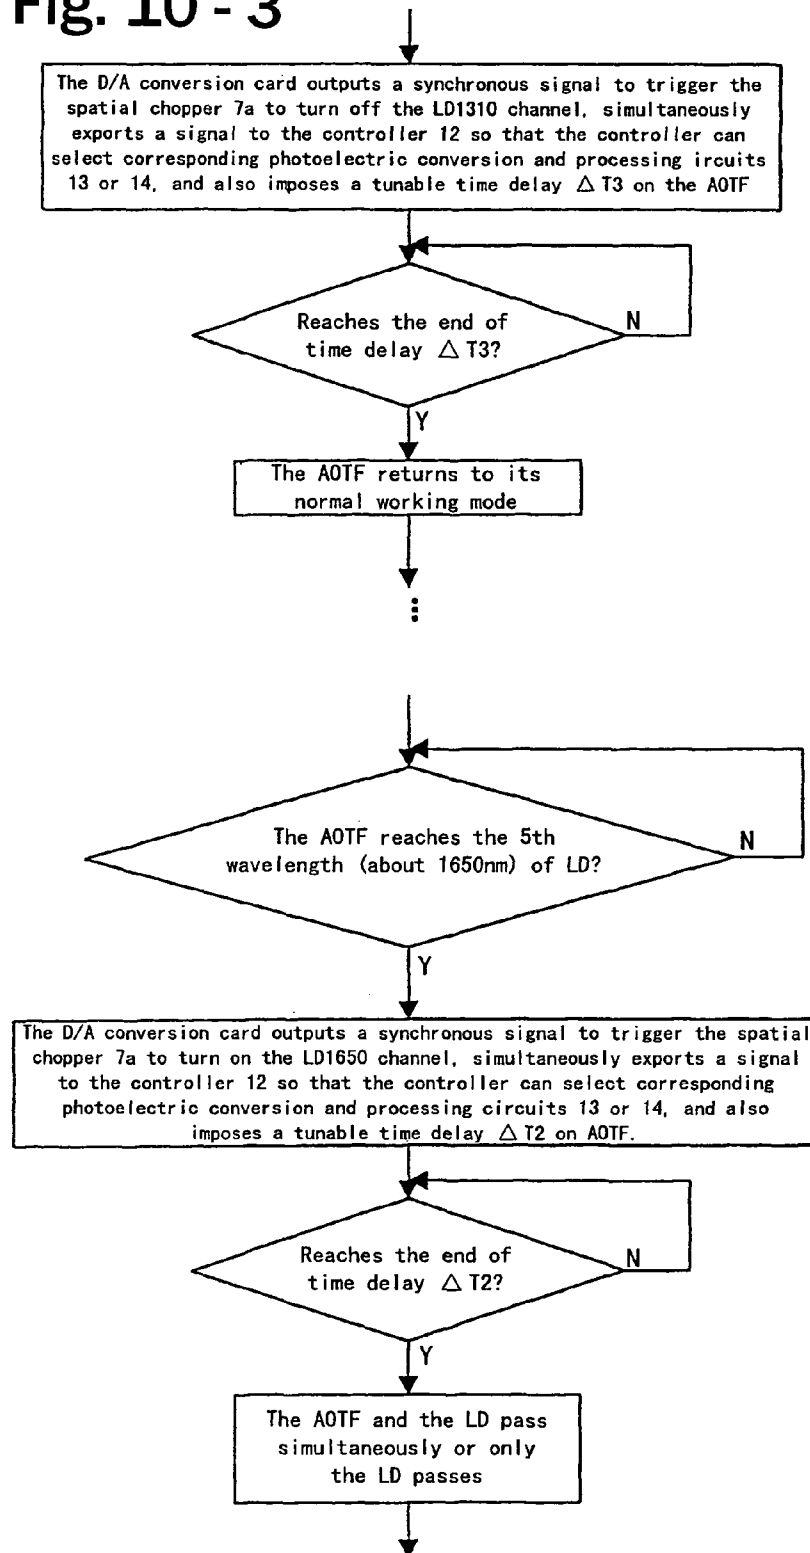 Fig. 10 - 3
The D/A conversion card outputs a synchronous signal to trigger the
spatial chopper 7a to turn off the LD1310 channel, simultaneously
exports a signal to the controller 12 so that the controller can
select corresponding photoelectric conversion and processing ircuits
13 or 14, and also imposes a tunable time delay △T3 on the AOTF
Reaches the end of
time delay △T3?
N
Y
The AOTF returns to its
normal working mode
⋮
The AOTF reaches the 5th
wavelength (about 1650nm) of LD?
N
Y
The D/A conversion card outputs a synchronous signal to trigger the spatial
chopper 7a to turn on the LD1650 channel, simultaneously exports a signal
to the controller 12 so that the controller can select corresponding
photoelectric conversion and processing circuits 13 or 14, and also
imposes a tunable time delay △T2 on AOTF.
Reaches the end of
time delay △T2?
N
Y
The AOTF and the LD pass
simultaneously or only
the LD passes